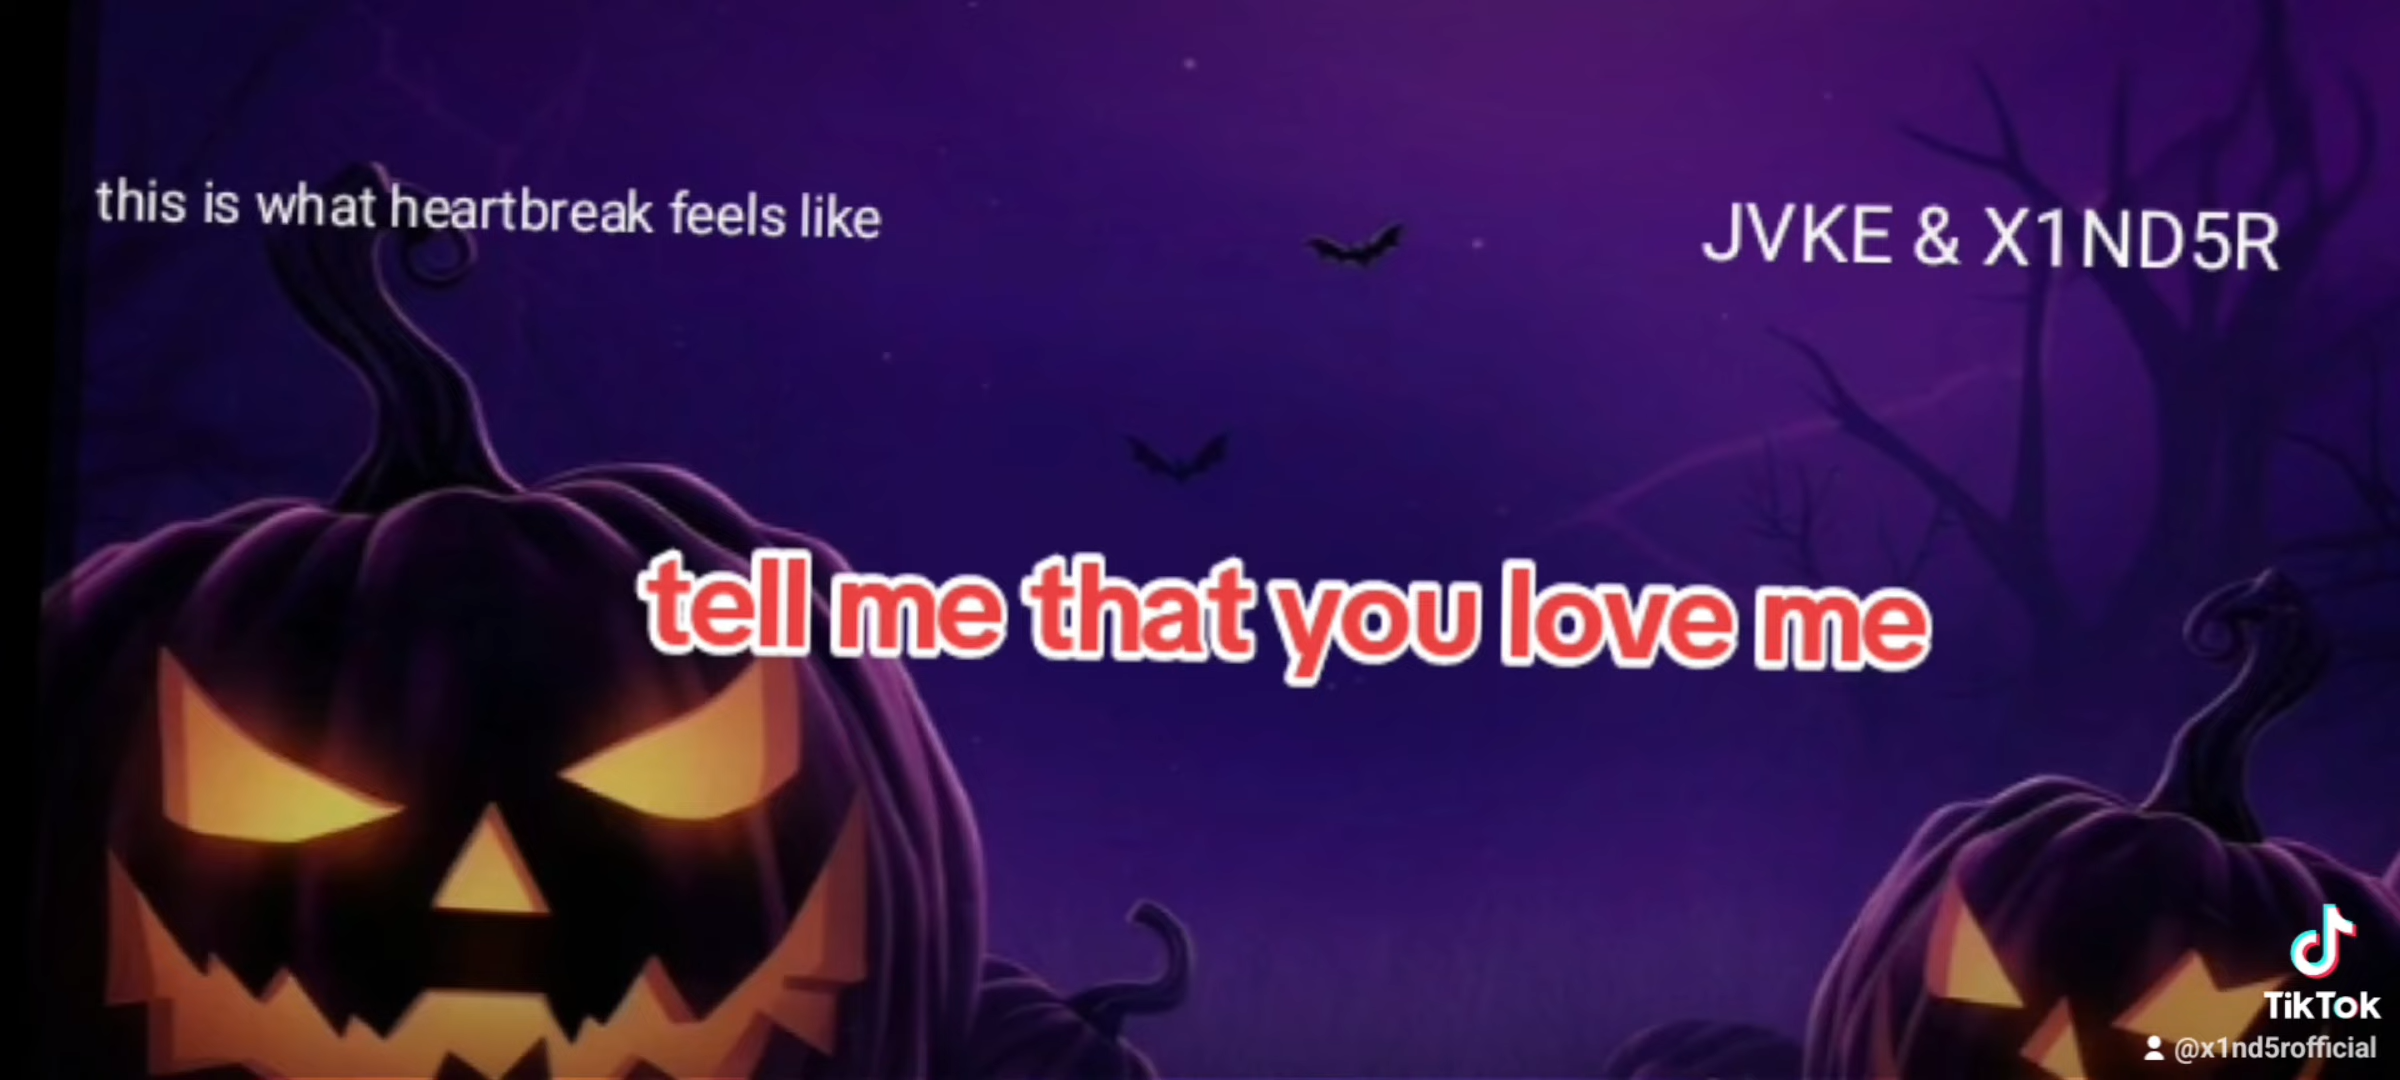 this is what heartbreak feels like
JVKE & X1ND5R
tell me that you love me
TikTok
@x1nd5rofficial